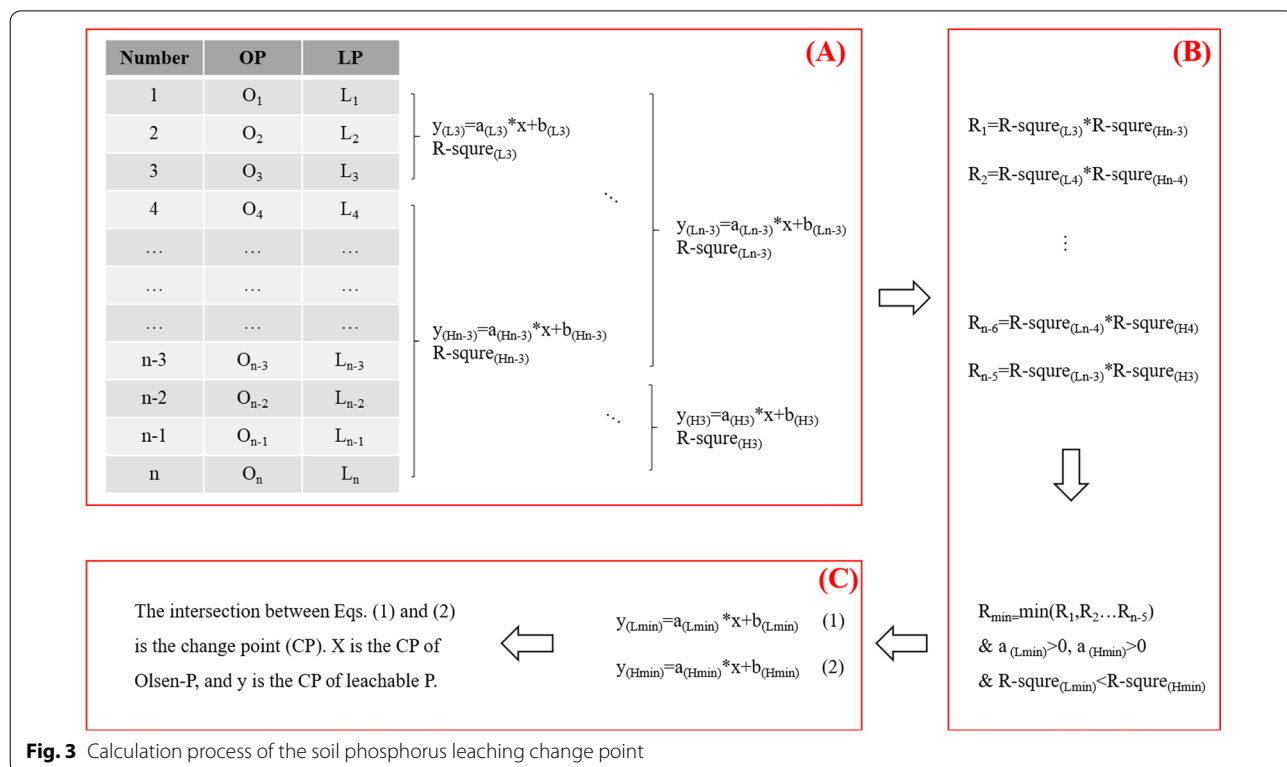 (A)
Number OP LP
1 O1 L1
2 O2 L2
3 O3 L3
4 O4 L4
… … …
… … …
… … …
n-3 On-3 Ln-3
n-2 On-2 Ln-2
n-1 On-1 Ln-1
n On Ln
y(L3)=a(L3)*x+b(L3)
R-squre(L3)
y(Hn-3)=a(Hn-3)*x+b(Hn-3)
R-squre(Hn-3)
⋱
⋱
y(Ln-3)=a(Ln-3)*x+b(Ln-3)
R-squre(Ln-3)
y(H3)=a(H3)*x+b(H3)
R-squre(H3)
(B)
R1=R-squre(L3)*R-squre(Hn-3)
R2=R-squre(L4)*R-squre(Hn-4)
⋮
Rn-6=R-squre(Ln-4)*R-squre(H4)
Rn-5=R-squre(Ln-3)*R-squre(H3)
Rmin=min(R1,R2…Rn-5)
& a (Lmin)>0, a (Hmin)>0
& R-squre(Lmin)<R-squre(Hmin)
(C)
y(Lmin)=a(Lmin)*x+b(Lmin) (1)
y(Hmin)=a(Hmin)*x+b(Hmin) (2)
The intersection between Eqs. (1) and (2)
is the change point (CP). X is the CP of
Olsen-P, and y is the CP of leachable P.
Fig. 3 Calculation process of the soil phosphorus leaching change point